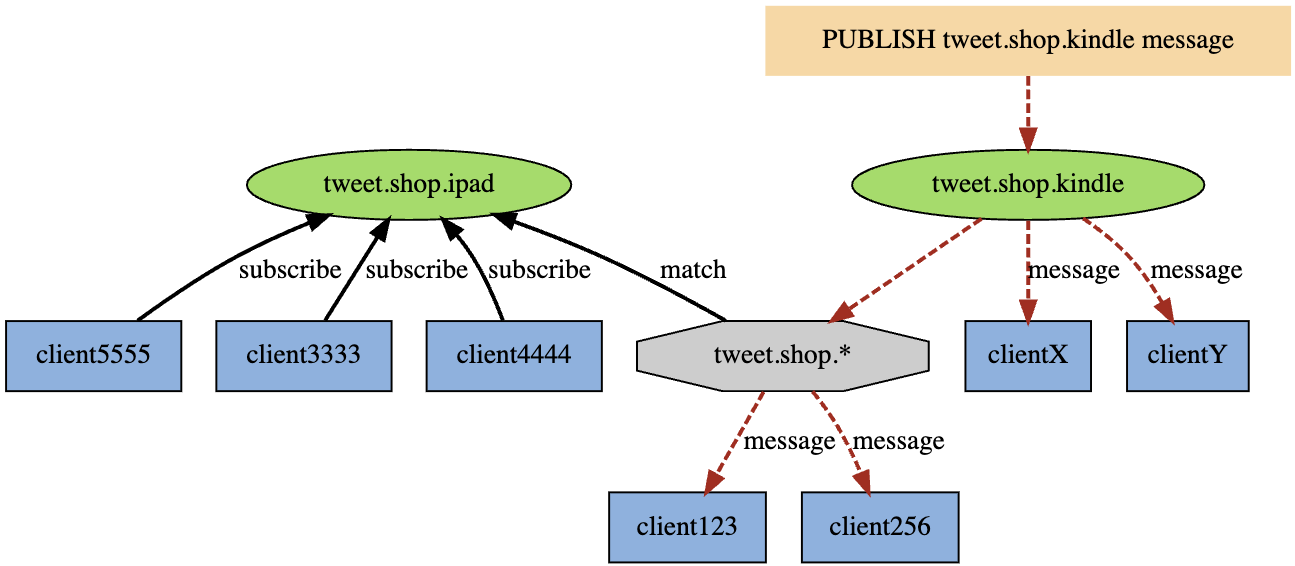 PUBLISH tweet.shop.kindle message
tweet.shop.ipad
tweet.shop.kindle
subscribe
subscribe
subscribe
match
message
message
client5555
client3333
client4444
tweet.shop.*
clientX
clientY
message
message
client123
client256